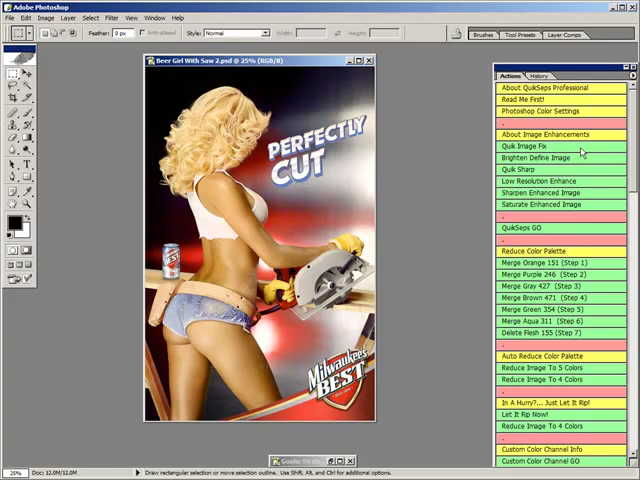 Adobe Photoshop
File Edit Image Layer Select Filter View Window Help
Feather: 0 px Anti-aliased Style: Normal Width: Height:
Brushes Tool Presets Layer Comps
Beer Girl With Saw 2.psd @ 25% (RGB/8)
PERFECTLY
CUT
Milwaukee's
BEST
Actions History
About QuikSeps Professional
Read Me First!
Photoshop Color Settings
.
About Image Enhancements
Quik Image Fix
Brighten Define Image
Quik Sharp
Low Resolution Enhance
Sharpen Enhanced Image
Saturate Enhanced Image
.
QuikSeps GO
.
Reduce Color Palette
Merge Orange 151 (Step 1)
Merge Purple 246 (Step 2)
Merge Gray 427 (Step 3)
Merge Brown 471 (Step 4)
Merge Green 354 (Step 5)
Merge Aqua 311 (Step 6)
Delete Flesh 155 (Step 7)
.
Auto Reduce Color Palette
Reduce Image To 5 Colors
Reduce Image To 4 Colors
.
In A Hurry?... Just Let It Rip!
Let It Rip Now!
Reduce Image To 4 Colors
.
Custom Color Channel Info
Custom Color Channel GO
25% Doc: 12.0M/12.0M Draw rectangular selection or move selection outline. Use Shift, Alt, and Ctrl for additional options.